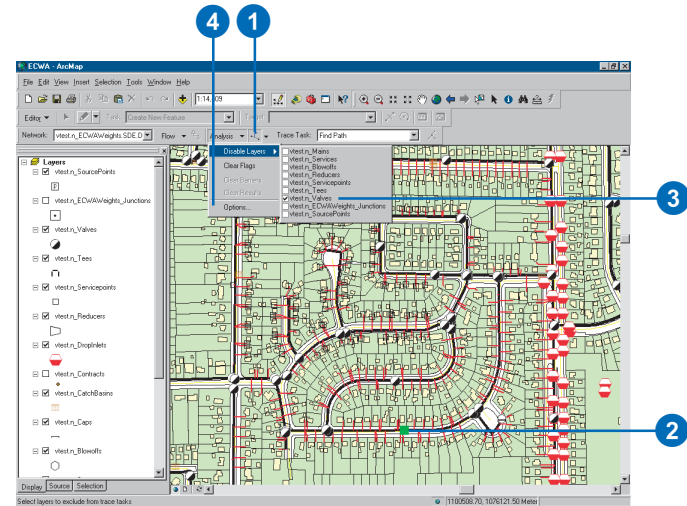 4 1
ECWA - ArcMap
File Edit View Insert Selection Tools Window Help
Editor Task: Create New Feature Target:
Network: vtest.n_ECWAWeights.SDE.D Flow Analysis Trace Task: Find Path
Disable Layers
Clear Flags
Clear Barriers
Clear Results
Options...
vtest.n_Mains
vtest.n_Services
vtest.n_Blowoffs
vtest.n_Reducers
vtest.n_Servicepoints
vtest.n_Tees
vtest.n_Valves
vtest.n_ECWAWeights_Junctions
vtest.n_SourcePoints
3
Layers
vtest.n_SourcePoints
P
vtest.n_ECWAWeights_Junctions
vtest.n_Valves
vtest.n_Tees
vtest.n_Servicepoints
vtest.n_Reducers
vtest.n_DropInlets
vtest.n_Contracts
vtest.n_CatchBasins
vtest.n_Caps
vtest.n_Blowoffs
2
Display Source Selection
Select layers to exclude from trace tasks
1100508.70, 1076121.50 Meter